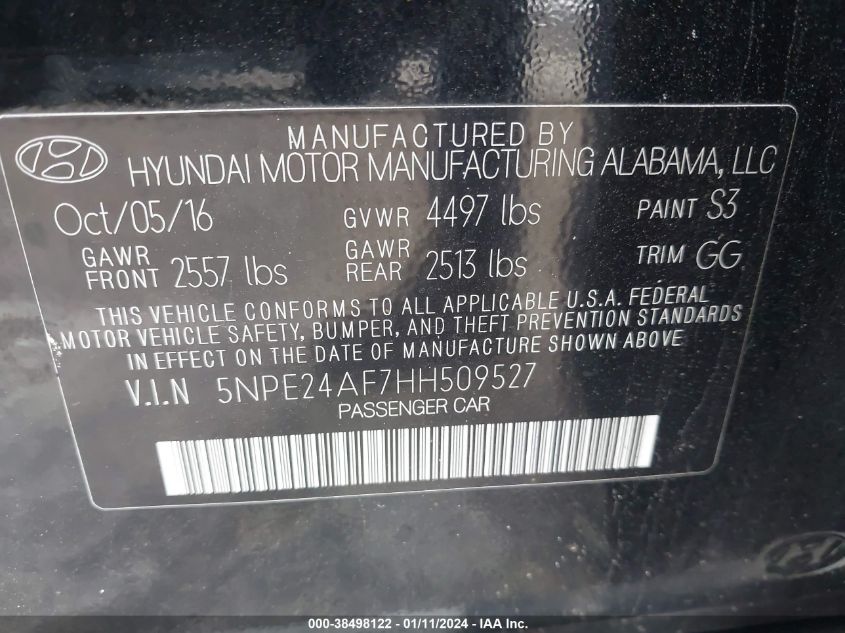 MANUFACTURED BY
HYUNDAI MOTOR MANUFACTURING ALABAMA, LLC
Oct/05/16 GVWR 4497 lbs PAINT S3
GAWR FRONT 2557 lbs GAWR REAR 2513 lbs TRIM GG
THIS VEHICLE CONFORMS TO ALL APPLICABLE U.S.A. FEDERAL
MOTOR VEHICLE SAFETY, BUMPER, AND THEFT PREVENTION STANDARDS
IN EFFECT ON THE DATE OF MANUFACTURE SHOWN ABOVE
V.I.N 5NPE24AF7HH509527
PASSENGER CAR
000-38498122 - 01/11/2024 - IAA Inc.